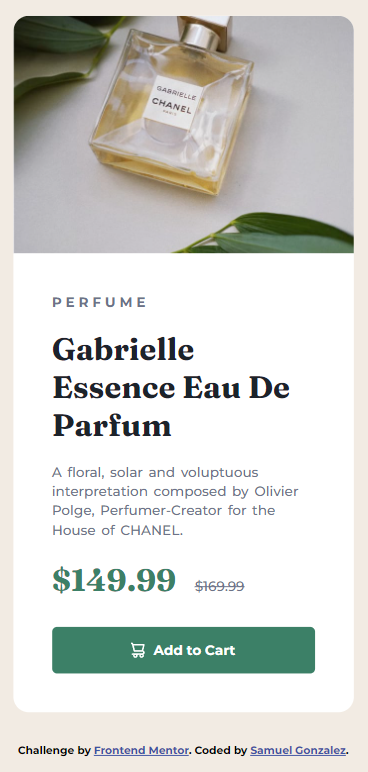 GABRIELLE
CHANEL
PARIS
PERFUME
Gabrielle
Essence Eau De
Parfum
A floral, solar and voluptuous
interpretation composed by Olivier
Polge, Perfumer-Creator for the
House of CHANEL.
$149.99 $169.99
Add to Cart
Challenge by Frontend Mentor. Coded by Samuel Gonzalez.